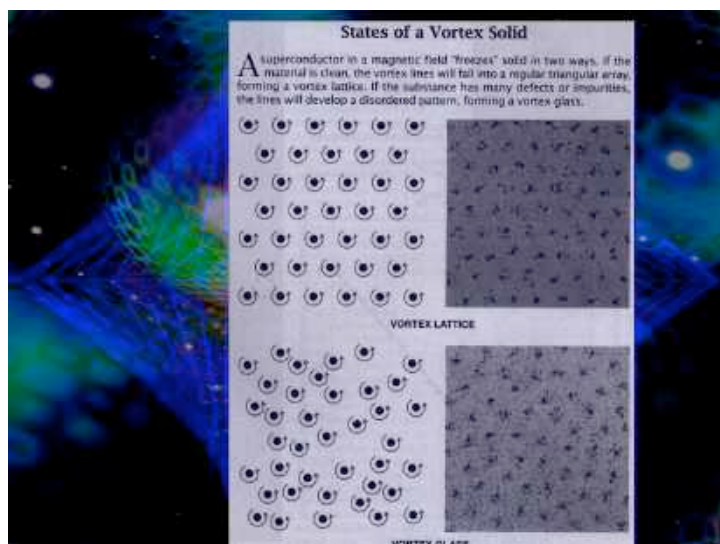 States of a Vortex Solid
A superconductor in a magnetic field "freezes" solid in two ways. If the
material is clean, the vortex lines will fall into a regular triangular array,
forming a vortex lattice. If the substance has many defects or impurities,
the lines will develop a disordered pattern, forming a vortex glass.
VORTEX LATTICE
VORTEX GLASS